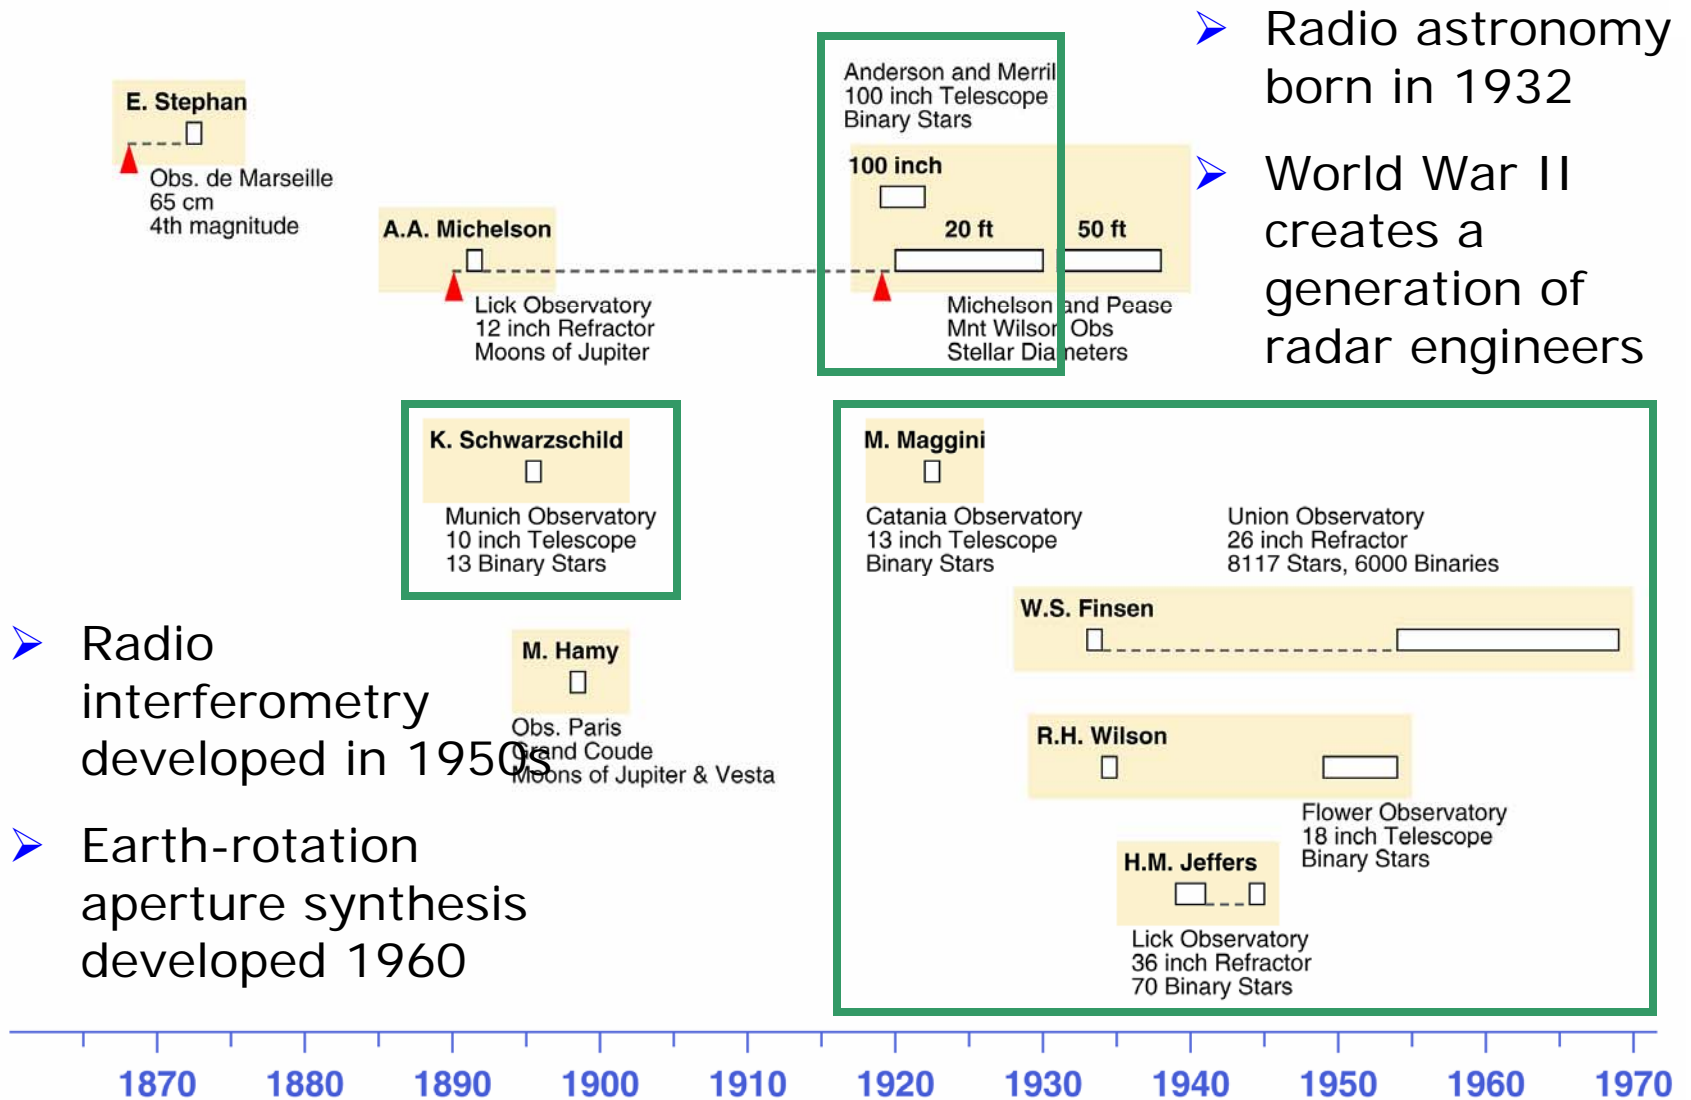 Radio astronomy
born in 1932
World War II
creates a
generation of
radar engineers
E. Stephan
Obs. de Marseille
65 cm
4th magnitude
A.A. Michelson
Lick Observatory
12 inch Refractor
Moons of Jupiter
Anderson and Merril
100 inch Telescope
Binary Stars
100 inch
20 ft
50 ft
Michelson and Pease
Mnt Wilson Obs
Stellar Diameters
K. Schwarzschild
Munich Observatory
10 inch Telescope
13 Binary Stars
M. Maggini
Catania Observatory
13 inch Telescope
Binary Stars
Union Observatory
26 inch Refractor
8117 Stars, 6000 Binaries
W.S. Finsen
M. Hamy
Obs. Paris
Grand Coude
Moons of Jupiter & Vesta
Radio
interferometry
developed in 1950s
Earth-rotation
aperture synthesis
developed 1960
R.H. Wilson
Flower Observatory
18 inch Telescope
Binary Stars
H.M. Jeffers
Lick Observatory
36 inch Refractor
70 Binary Stars
1870 1880 1890 1900 1910 1920 1930 1940 1950 1960 1970